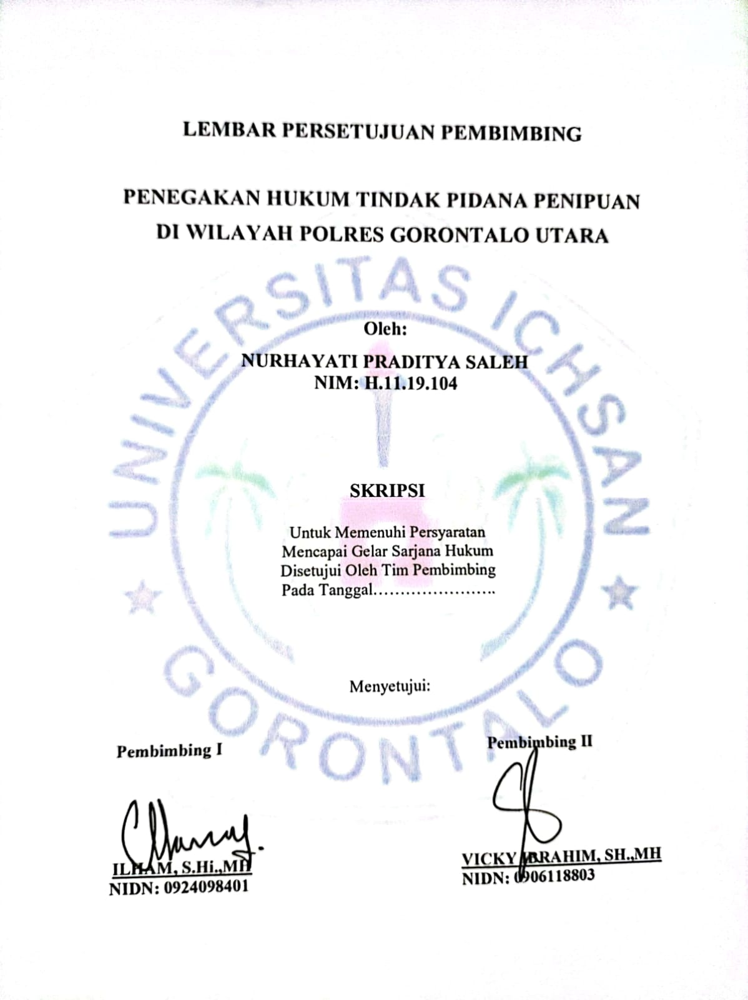 LEMBAR PERSETUJUAN PEMBIMBING
PENEGAKAN HUKUM TINDAK PIDANA PENIPUAN
DI WILAYAH POLRES GORONTALO UTARA
UNIVERSITAS ICHSAN
Oleh:
NURHAYATI PRADITYA SALEH
NIM: H.11.19.104
SKRIPSI
Untuk Memenuhi Persyaratan
Mencapai Gelar Sarjana Hukum
Disetujui Oleh Tim Pembimbing
Pada Tanggal.......................
GORONTALO
Menyetujui:
Pembimbing I
Pembimbing II
ILHAM, S.Hi.,MH
NIDN: 0924098401
VICKY IBRAHIM, SH.,MH
NIDN: 0906118803